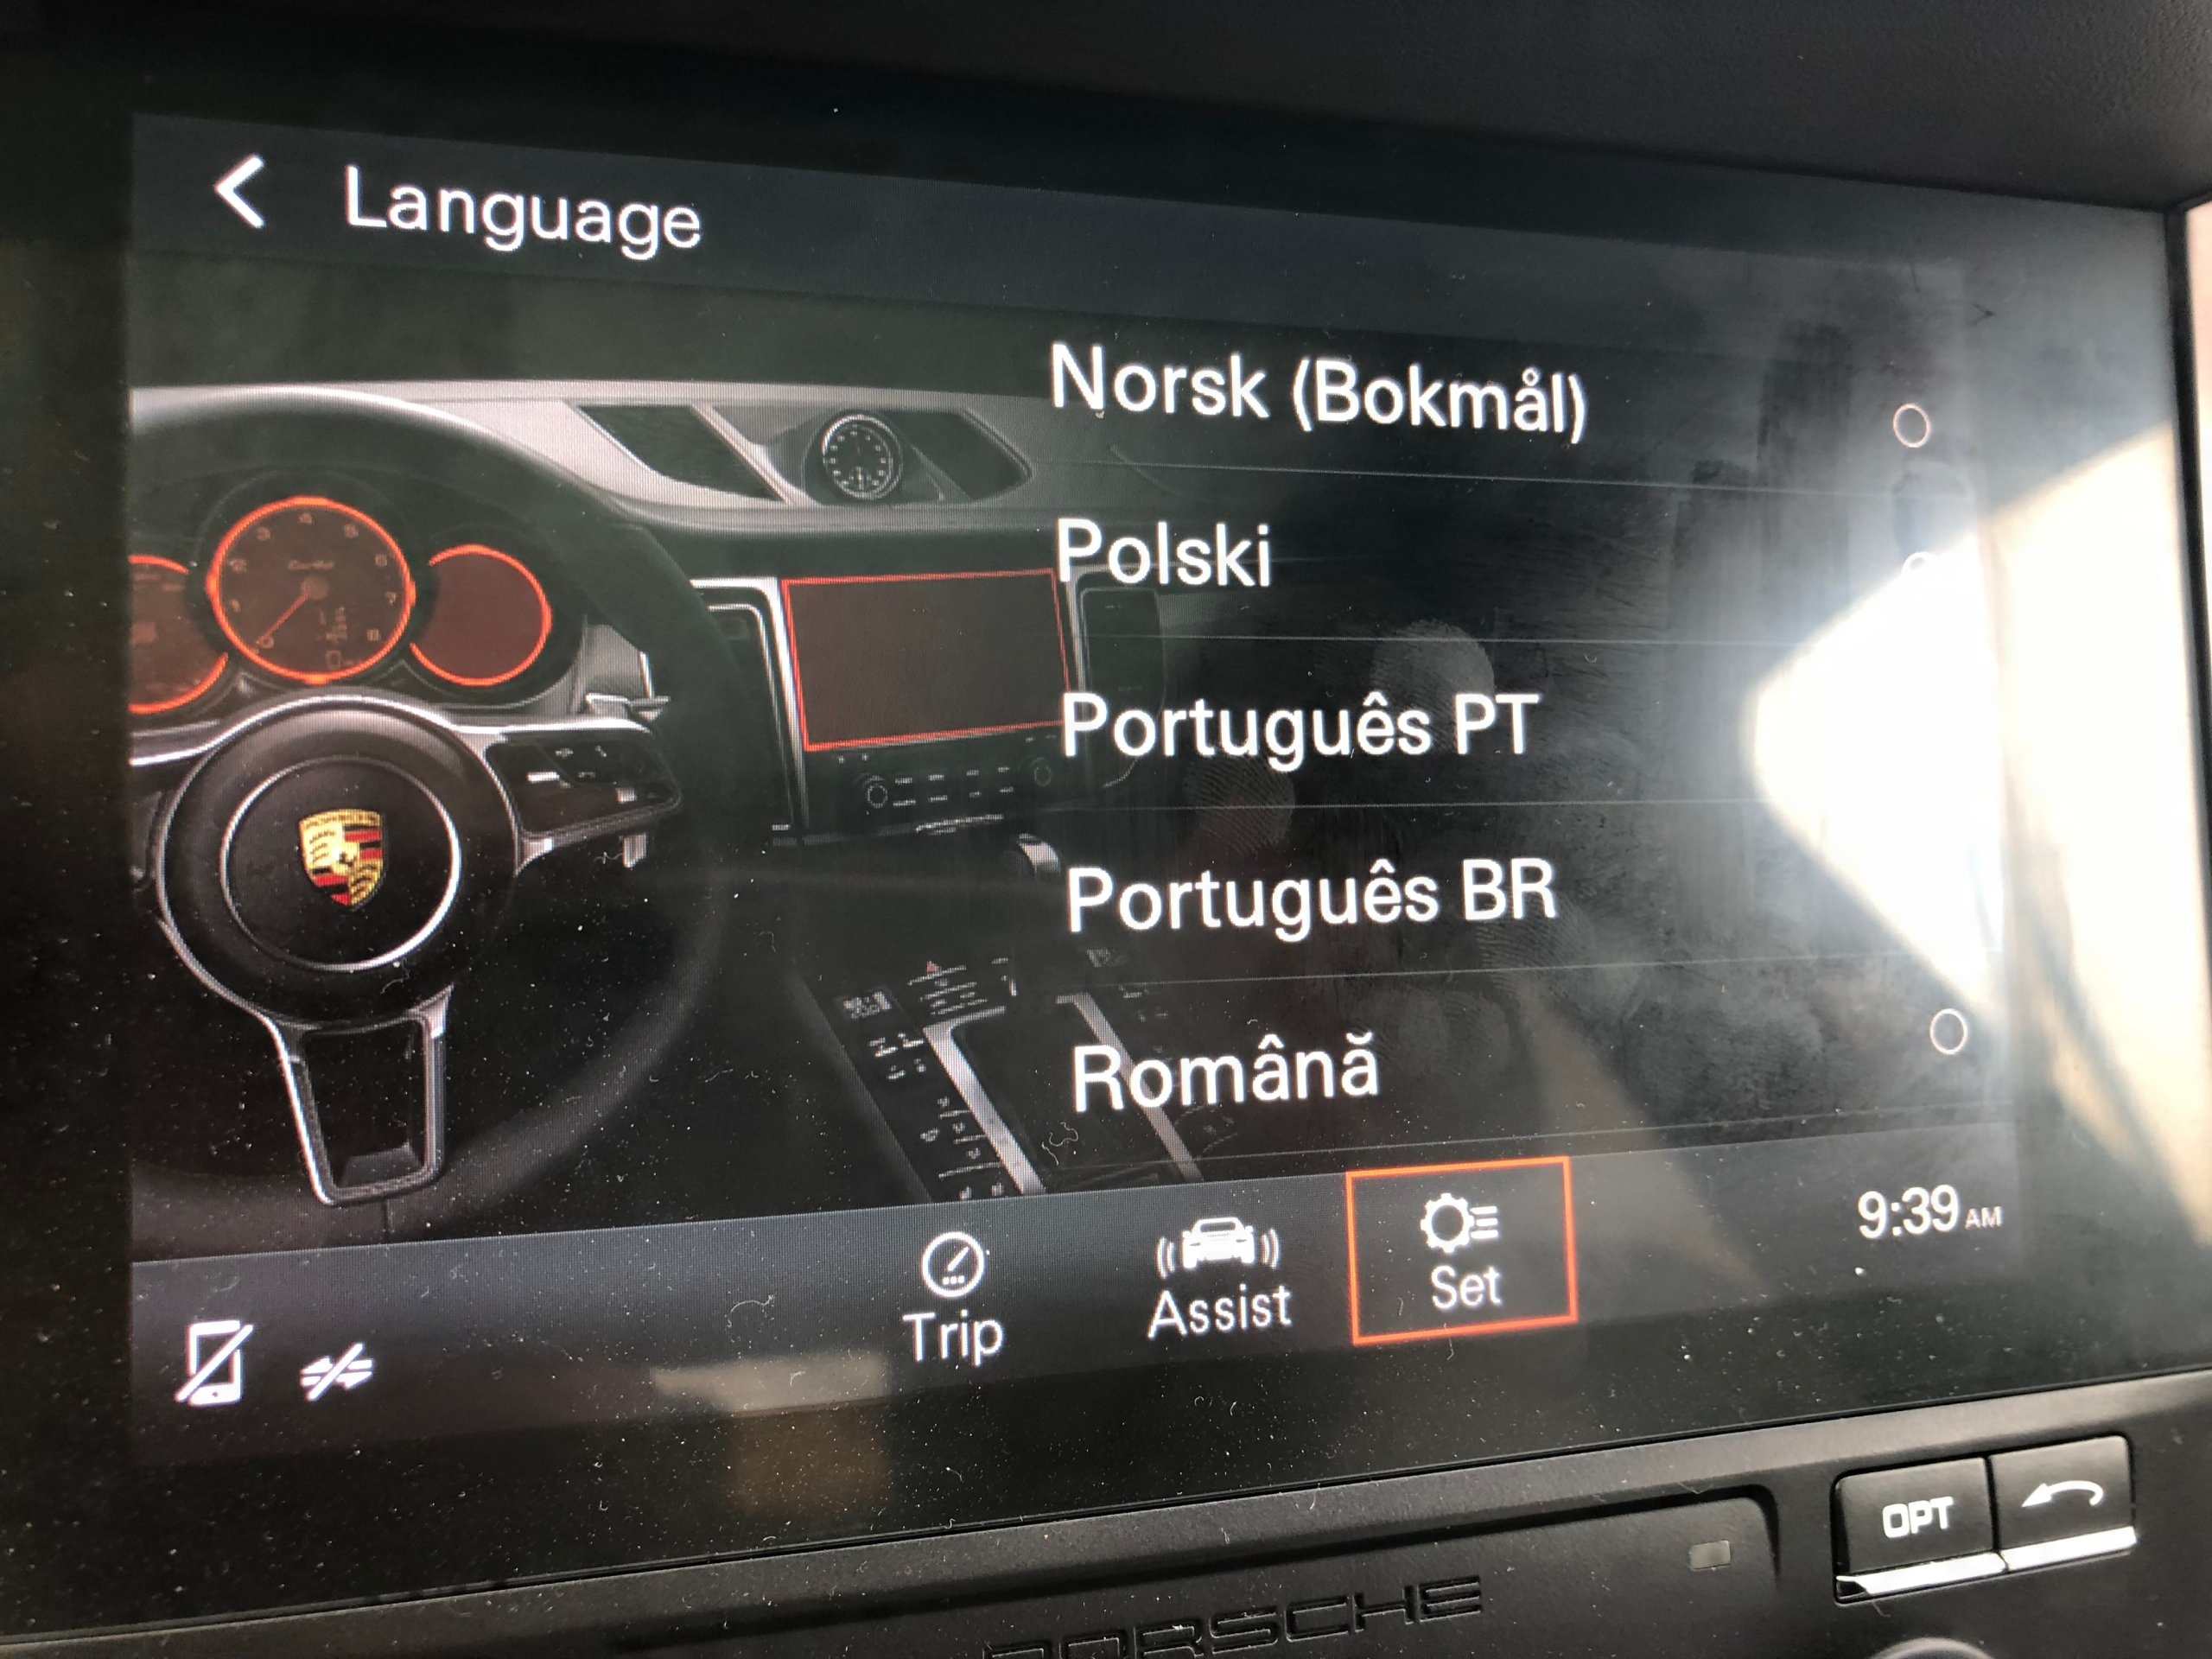 Language
Norsk (Bokmål)
Polski
Português PT
Português BR
Română
Trip
Assist
Set
9:39 AM
OPT
PORSCHE